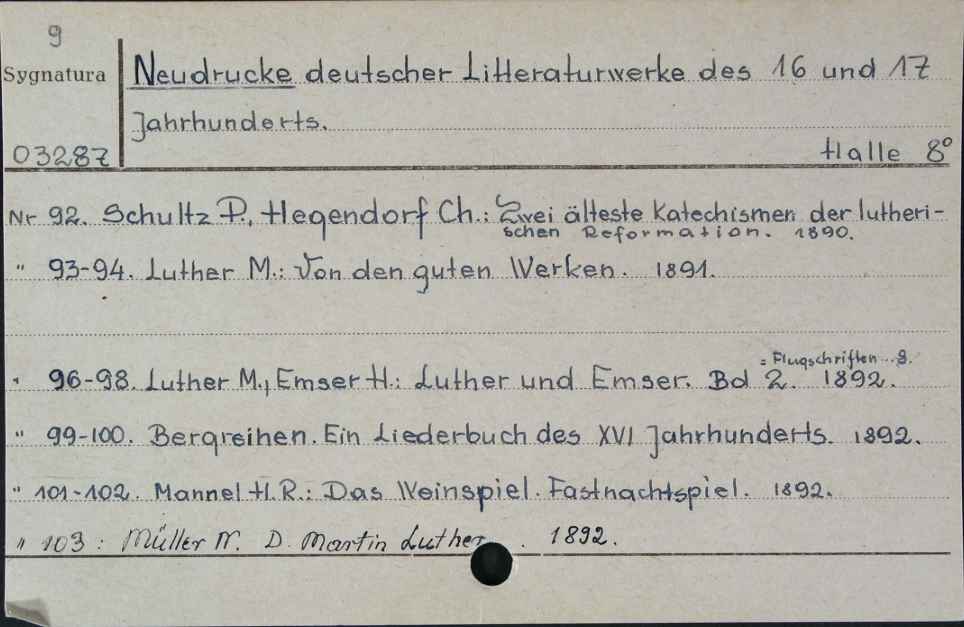 9
Sygnatura
Neudrucke deutscher Litteraturwerke des 16 und 17
Jahrhunderts.
03287
Halle 8°
Nr 92. Schultz P., Hegendorf Ch.: Zwei älteste Katechismen der lutheri-
schen Reformation. 1890.
" 93-94. Luther M.: Von den guten Werken. 1891.
= Flugschriften... 8.
" 96-98. Luther M., Emser H.: Luther und Emser. Bd 2. 1892.
" 99-100. Bergreihen. Ein Liederbuch des XVI Jahrhunderts. 1892.
" 101-102. Mannel H.R.: Das Weinspiel. Fastnachtspiel. 1892.
" 103: Müller N. D. Martin Luther. 1892.